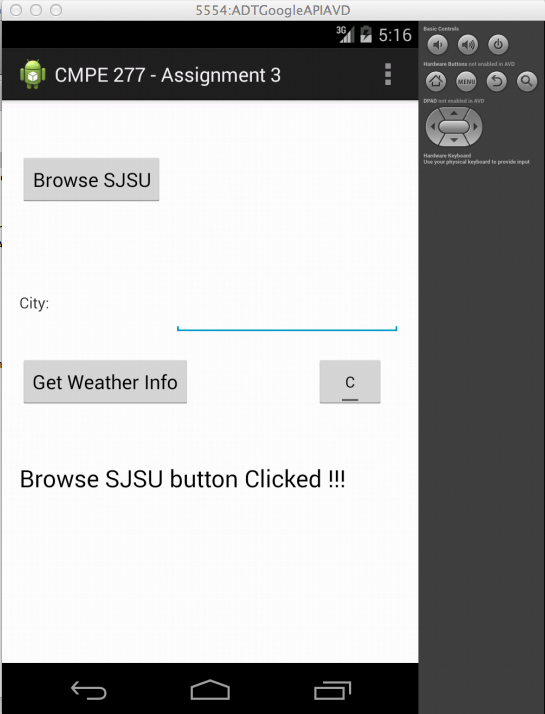 5554:ADTGoogleAPIAVD
3G 5:16
CMPE 277 - Assignment 3
Browse SJSU
City:
Get Weather Info
C
Browse SJSU button Clicked !!!
Basic Controls
Hardware Buttons not enabled in AVD
MENU
DPAD not enabled in AVD
Hardware Keyboard
Use your physical keyboard to provide input